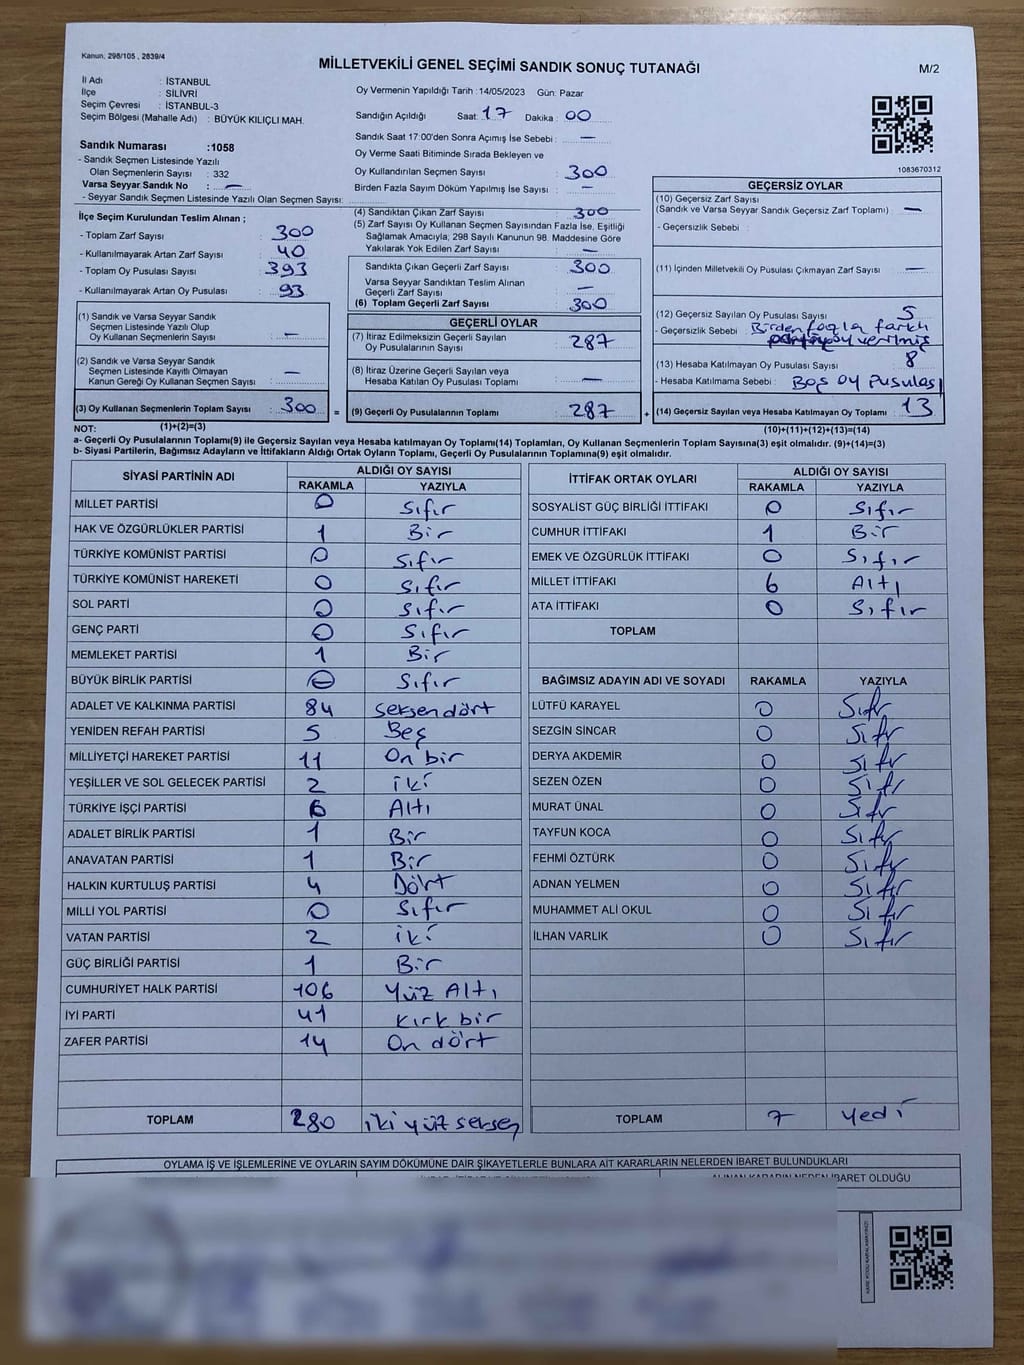 Kanun, 298/105 , 2839/4
MİLLETVEKİLİ GENEL SEÇİMİ SANDIK SONUÇ TUTANAĞI
M/2
İl Adı : İSTANBUL
İlçe : SİLİVRİ
Seçim Çevresi : İSTANBUL-3
Seçim Bölgesi (Mahalle Adı) : BÜYÜK KILIÇLI MAH.
Oy Vermenin Yapıldığı Tarih : 14/05/2023 Gün: Pazar
Sandığın Açıldığı Saat: 17 Dakika : 00
Sandık Saat 17:00'den Sonra Açımış İse Sebebi : —
Oy Verme Saati Bitiminde Sırada Bekleyen ve
Oy Kullandırılan Seçmen Sayısı : 300
Birden Fazla Sayım Döküm Yapılmış İse Sayısı : —
1083670312
Sandık Numarası :1058
- Sandık Seçmen Listesinde Yazılı
Olan Seçmenlerin Sayısı : 332
Varsa Seyyar Sandık No : —
- Seyyar Sandık Seçmen Listesinde Yazılı Olan Seçmen Sayısı:
İlçe Seçim Kurulundan Teslim Alınan ;
- Toplam Zarf Sayısı : 300
- Kullanılmayarak Artan Zarf Sayısı : 40
- Toplam Oy Pusulası Sayısı : 393
- Kullanılmayarak Artan Oy Pusulası : 93
(1) Sandık ve Varsa Seyyar Sandık
Seçmen Listesinde Yazılı Olup
Oy Kullanan Seçmenlerin Sayısı : —
(2) Sandık ve Varsa Seyyar Sandık
Seçmen Listesinde Kayıtlı Olmayan
Kanun Gereği Oy Kullanan Seçmen Sayısı : —
(3) Oy Kullanan Seçmenlerin Toplam Sayısı : 300 =
(1)+(2)=(3)
(4) Sandıktan Çıkan Zarf Sayısı : 300
(5) Zarf Sayısı Oy Kullanan Seçmen Sayısından Fazla İse, Eşitliği
Sağlamak Amacıyla, 298 Sayılı Kanunun 98. Maddesine Göre
Yakılarak Yok Edilen Zarf Sayısı : —
Sandıkta Çıkan Geçerli Zarf Sayısı : 300
Varsa Seyyar Sandıktan Teslim Alınan
Geçerli Zarf Sayısı : —
(6) Toplam Geçerli Zarf Sayısı : 300
GEÇERLİ OYLAR
(7) İtiraz Edilmeksizin Geçerli Sayılan
Oy Pusulalarının Sayısı : 287
(8) İtiraz Üzerine Geçerli Sayılan veya
Hesaba Katılan Oy Pusulası Toplamı : —
(9) Geçerli Oy Pusulalarının Toplamı : 287 +
GEÇERSİZ OYLAR
(10) Geçersiz Zarf Sayısı
(Sandık ve Varsa Seyyar Sandık Geçersiz Zarf Toplamı) : —
- Geçersizlik Sebebi :
(11) İçinden Milletvekili Oy Pusulası Çıkmayan Zarf Sayısı : —
(12) Geçersiz Sayılan Oy Pusulası Sayısı : 5
- Geçersizlik Sebebi : Birden fazla farklı
oy verilmiş
(13) Hesaba Katılmayan Oy Pusulası Sayısı : 8
- Hesaba Katılmama Sebebi : Boş oy Pusulası
(14) Geçersiz Sayılan veya Hesaba Katılmayan Oy Toplamı : 13
(10)+(11)+(12)+(13)=(14)
NOT:
a- Geçerli Oy Pusulalarının Toplamı(9) ile Geçersiz Sayılan veya Hesaba katılmayan Oy Toplamı(14) Toplamları, Oy Kullanan Seçmenlerin Toplam Sayısına(3) eşit olmalıdır. (9)+(14)=(3)
b- Siyasi Partilerin, Bağımsız Adayların ve İttifakların Aldığı Ortak Oyların Toplamı, Geçerli Oy Pusulalarının Toplamına(9) eşit olmalıdır.
SİYASİ PARTİNİN ADI ALDIĞI OY SAYISI
RAKAMLA YAZIYLA
MİLLET PARTİSİ 0 Sıfır
HAK VE ÖZGÜRLÜKLER PARTİSİ 1 Bir
TÜRKİYE KOMÜNİST PARTİSİ 0 Sıfır
TÜRKİYE KOMÜNİST HAREKETİ 0 Sıfır
SOL PARTİ 0 Sıfır
GENÇ PARTİ 0 Sıfır
MEMLEKET PARTİSİ 1 Bir
BÜYÜK BİRLİK PARTİSİ 0 Sıfır
ADALET VE KALKINMA PARTİSİ 84 Seksen dört
YENİDEN REFAH PARTİSİ 5 Beş
MİLLİYETÇİ HAREKET PARTİSİ 11 On bir
YEŞİLLER VE SOL GELECEK PARTİSİ 2 iki
TÜRKİYE İŞÇİ PARTİSİ 6 Altı
ADALET BİRLİK PARTİSİ 1 Bir
ANAVATAN PARTİSİ 1 Bir
HALKIN KURTULUŞ PARTİSİ 4 Dört
MİLLİ YOL PARTİSİ 0 Sıfır
VATAN PARTİSİ 2 iki
GÜÇ BİRLİĞİ PARTİSİ 1 Bir
CUMHURİYET HALK PARTİSİ 106 Yüz Altı
İYİ PARTİ 41 kırk bir
ZAFER PARTİSİ 14 On dört
TOPLAM 280 iki yüz seksen
İTTİFAK ORTAK OYLARI ALDIĞI OY SAYISI
RAKAMLA YAZIYLA
SOSYALİST GÜÇ BİRLİĞİ İTTİFAKI 0 Sıfır
CUMHUR İTTİFAKI 1 Bir
EMEK VE ÖZGÜRLÜK İTTİFAKI 0 Sıfır
MİLLET İTTİFAKI 6 Altı
ATA İTTİFAKI 0 Sıfır
TOPLAM
BAĞIMSIZ ADAYIN ADI VE SOYADI RAKAMLA YAZIYLA
LÜTFÜ KARAYEL 0 Sıfır
SEZGİN SİNCAR 0 Sıfır
DERYA AKDEMİR 0 Sıfır
SEZEN ÖZEN 0 Sıfır
MURAT ÜNAL 0 Sıfır
TAYFUN KOCA 0 Sıfır
FEHMİ ÖZTÜRK 0 Sıfır
ADNAN YELMEN 0 Sıfır
MUHAMMET ALİ OKUL 0 Sıfır
İLHAN VARLIK 0 Sıfır
TOPLAM 7 yedi
OYLAMA İŞ VE İŞLEMLERİNE VE OYLARIN SAYIM DÖKÜMÜNE DAİR ŞİKAYETLERLE BUNLARA AİT KARARLARIN NELERDEN İBARET BULUNDUKLARI
ALINAN KARARIN NEDEN İBARET OLDUĞU